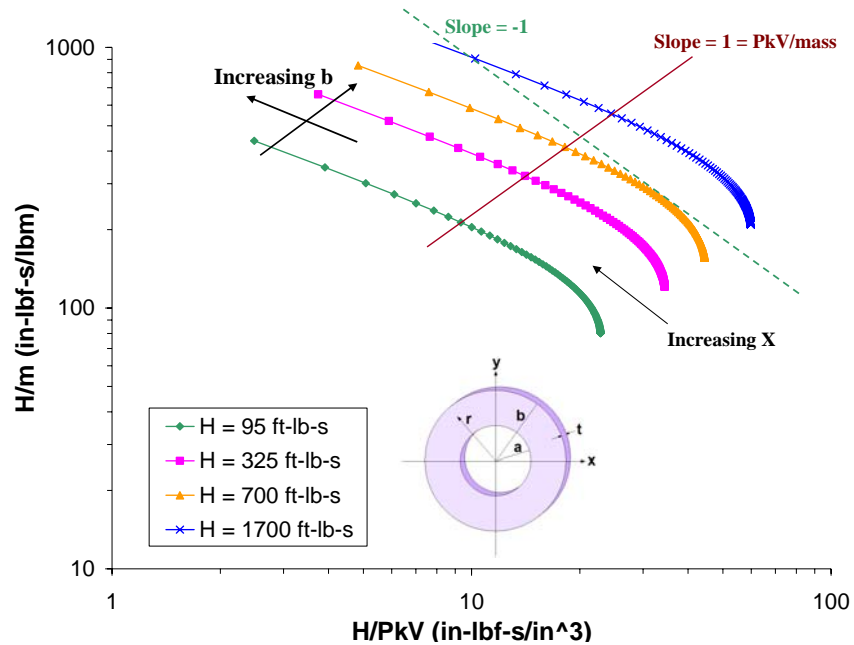 Slope = -1
Slope = 1 = PkV/mass
Increasing b
Increasing X
1000
100
10
H/m (in-lbf-s/lbm)
1
10
100
H/PkV (in-lbf-s/in^3)
H = 95 ft-lb-s
H = 325 ft-lb-s
H = 700 ft-lb-s
H = 1700 ft-lb-s
y
b
r
t
a
x